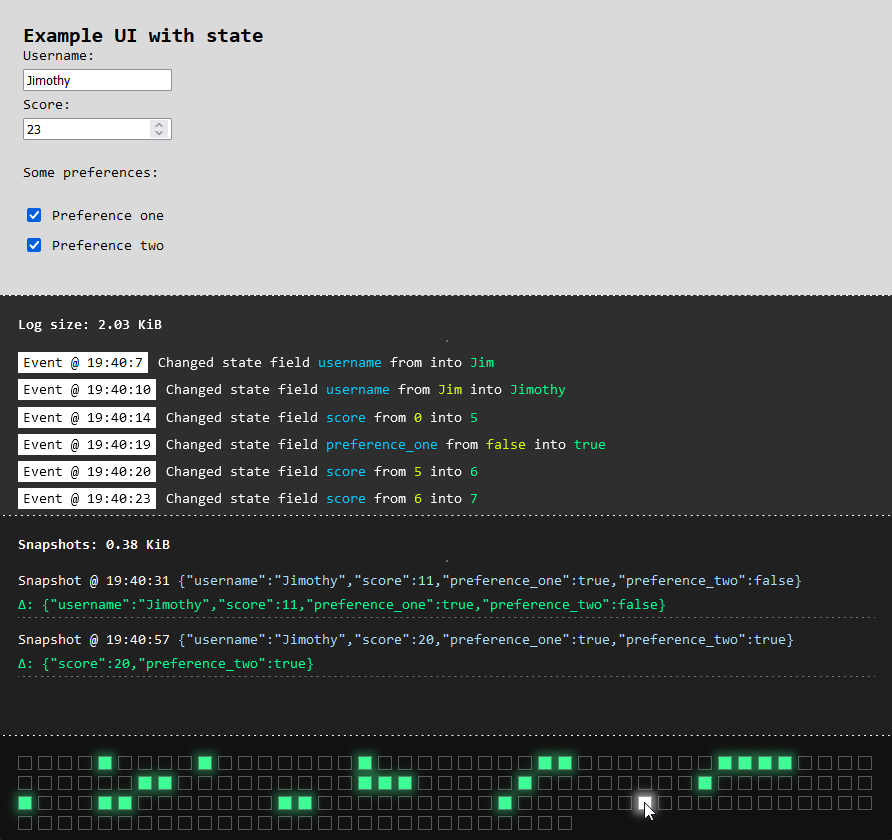 Example UI with state
Username:
Jimothy
Score:
23
Some preferences:
Preference one
Preference two
Log size: 2.03 KiB
Event @ 19:40:7 Changed state field username from into Jim
Event @ 19:40:10 Changed state field username from Jim into Jimothy
Event @ 19:40:14 Changed state field score from 0 into 5
Event @ 19:40:19 Changed state field preference_one from false into true
Event @ 19:40:20 Changed state field score from 5 into 6
Event @ 19:40:23 Changed state field score from 6 into 7
Snapshots: 0.38 KiB
Snapshot @ 19:40:31 {"username":"Jimothy","score":11,"preference_one":true,"preference_two":false}
Δ: {"username":"Jimothy","score":11,"preference_one":true,"preference_two":false}
Snapshot @ 19:40:57 {"username":"Jimothy","score":20,"preference_one":true,"preference_two":true}
Δ: {"score":20,"preference_two":true}